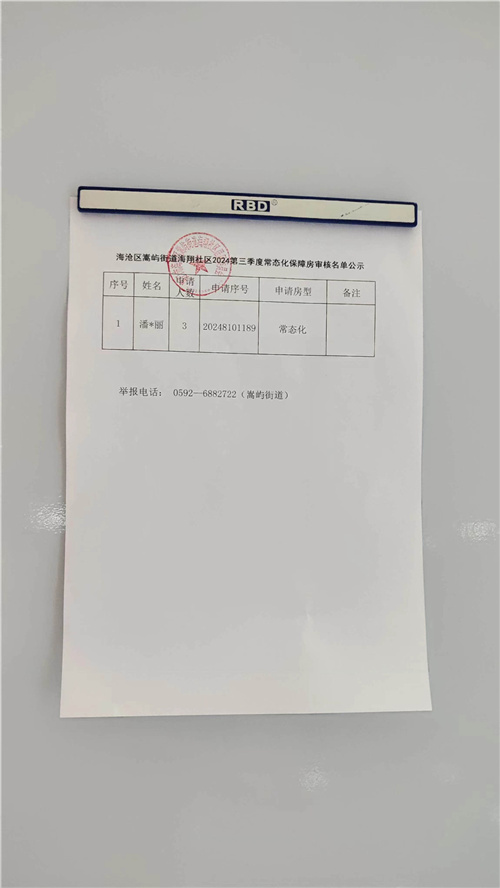 RBD
海沧区嵩屿街道海翔社区2024第三季度常态化保障房审核名单公示
序号 姓名 申请人数 申请序号 申请房型 备注
1 潘*丽 3 20248101189 常态化
举报电话： 0592--6882722（嵩屿街道）